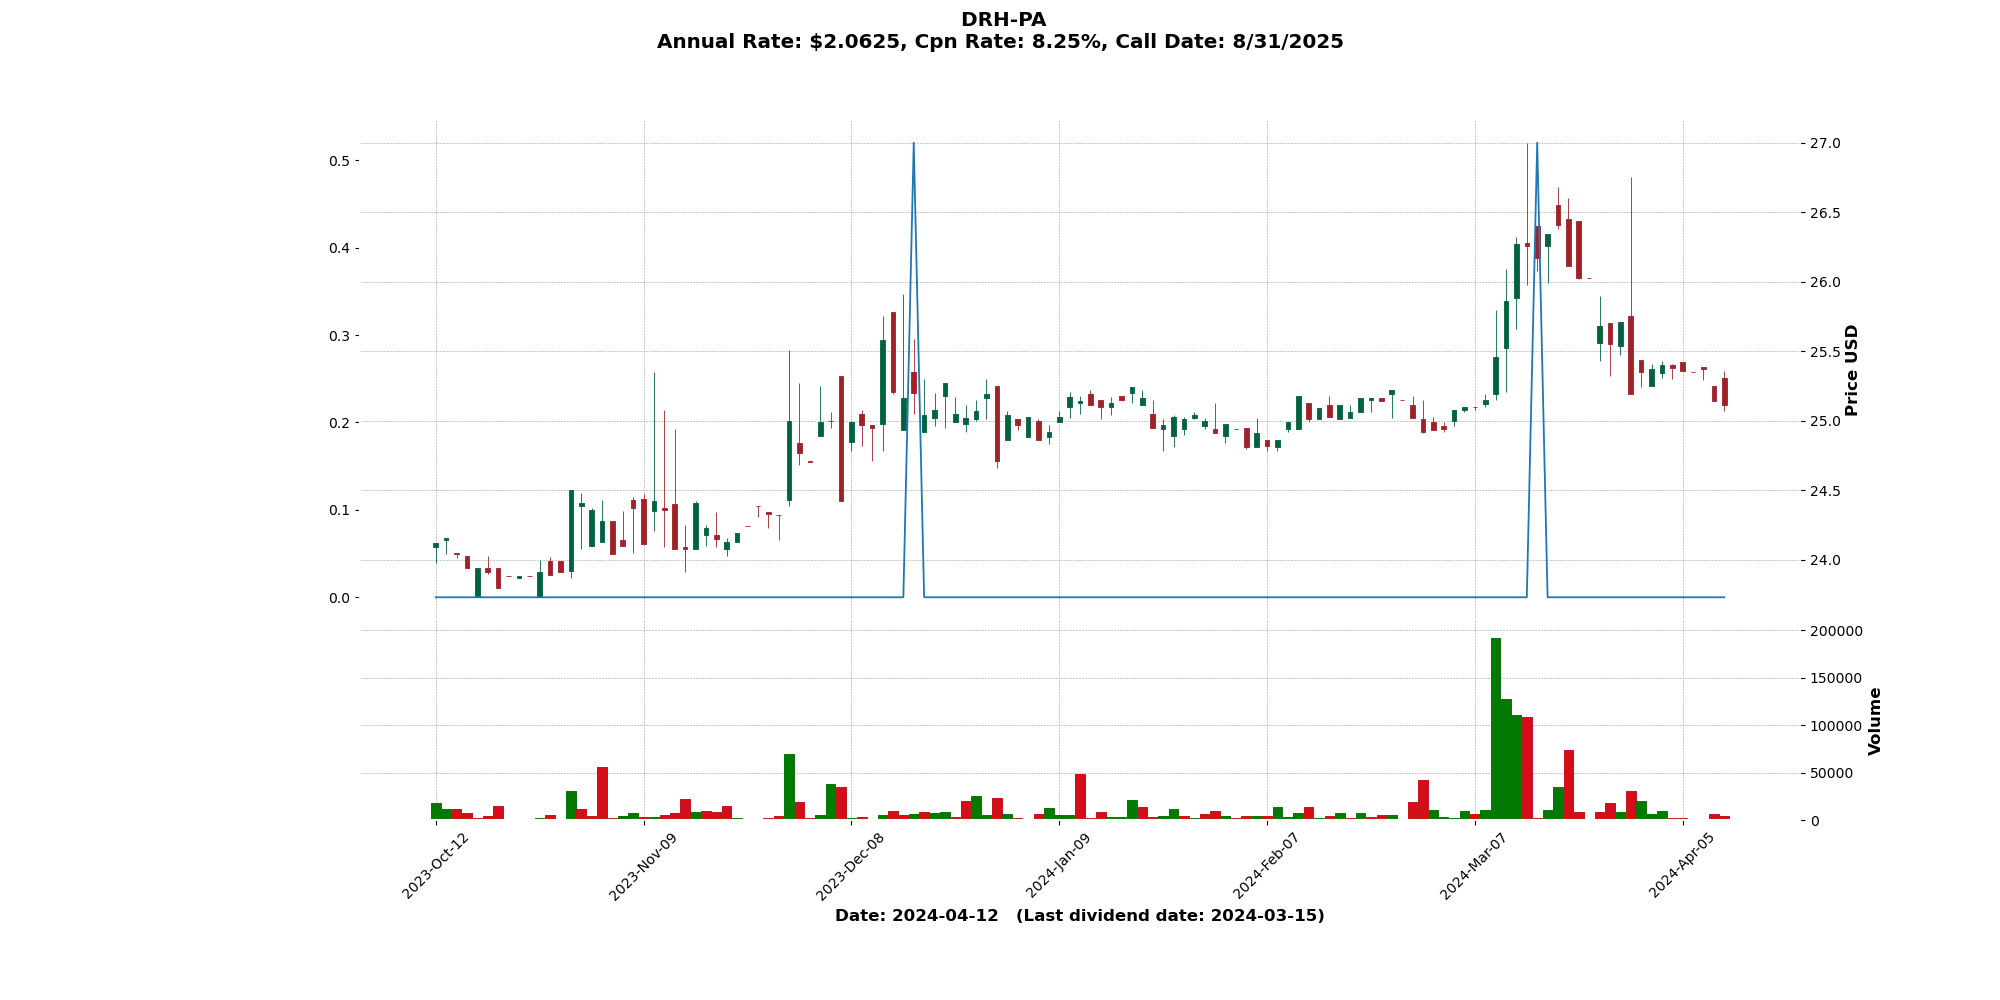 DRH-PA
Annual Rate: $2.0625, Cpn Rate: 8.25%, Call Date: 8/31/2025
0.5
0.4
0.3
0.2
0.1
0.0
27.0
26.5
26.0
25.5
25.0
24.5
24.0
Price USD
200000
150000
100000
50000
0
Volume
2023-Oct-12
2023-Nov-09
2023-Dec-08
2024-Jan-09
2024-Feb-07
2024-Mar-07
2024-Apr-05
Date: 2024-04-12 (Last dividend date: 2024-03-15)